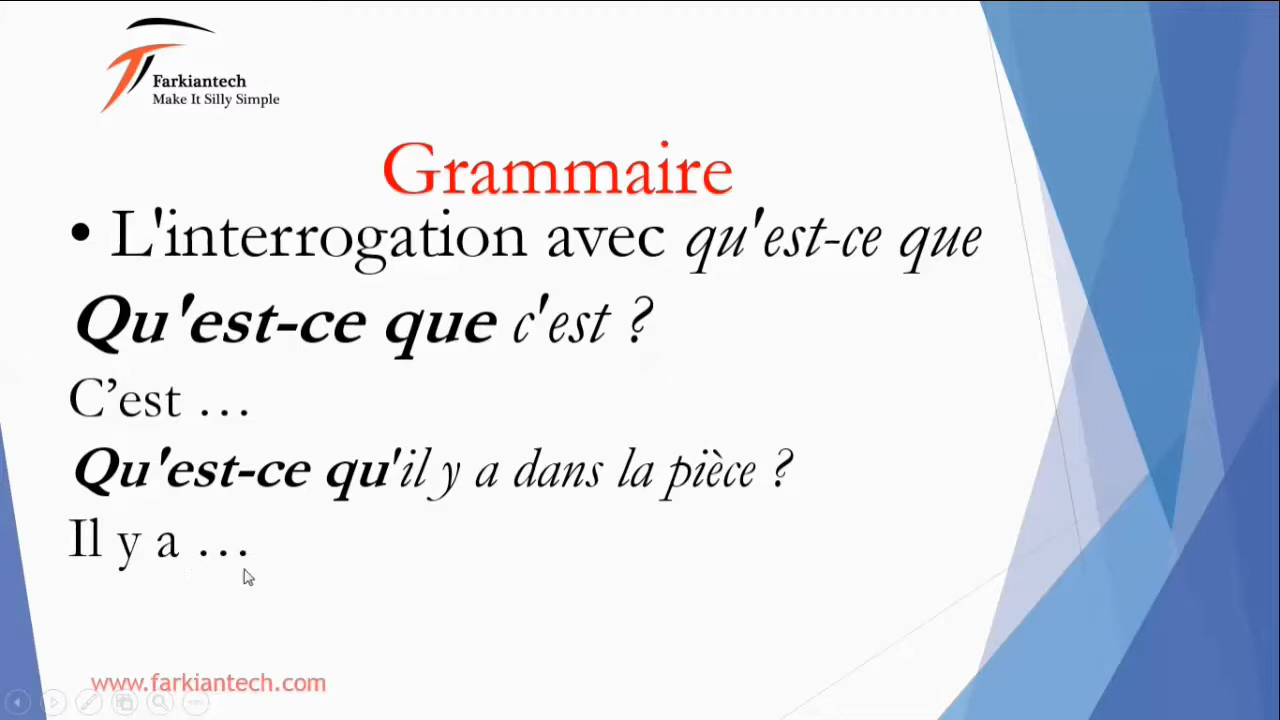 Farkiantech
Make It Silly Simple
Grammaire
• L'interrogation avec qu'est-ce que
Qu'est-ce que c'est ?
C’est …
Qu'est-ce qu'il y a dans la pièce ?
Il y a …
www.farkiantech.com